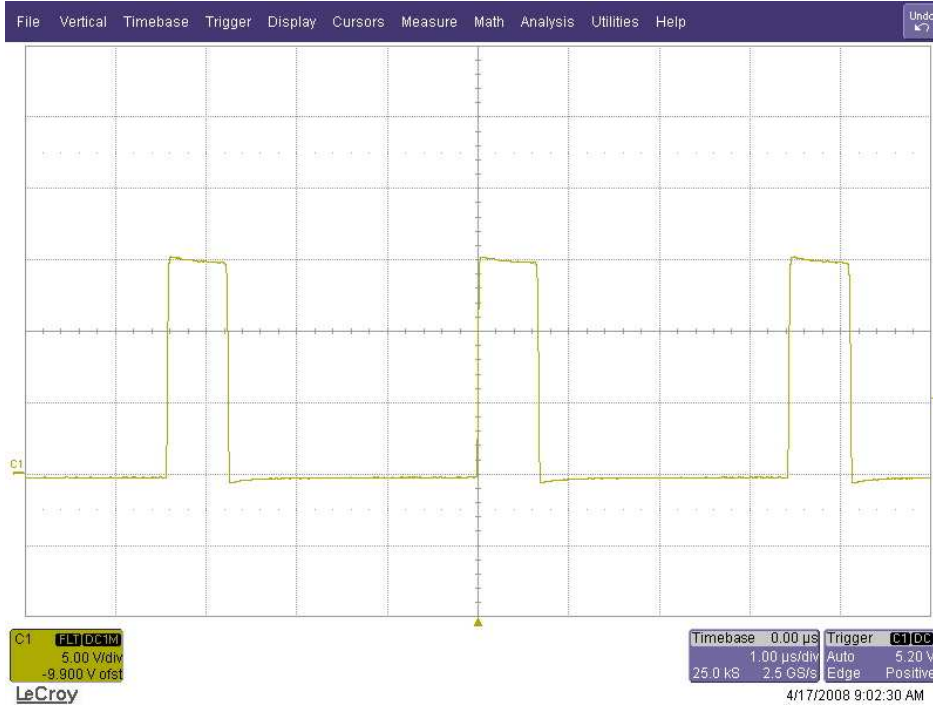 File Vertical Timebase Trigger Display Cursors Measure Math Analysis Utilities Help Undo
C1
C1 FLT DC1M
5.00 V/div
-9.900 V ofst
Timebase 0.00 µs
1.00 µs/div
25.0 kS 2.5 GS/s
Trigger C1 DC
Auto 5.20 V
Edge Positive
LeCroy
4/17/2008 9:02:30 AM